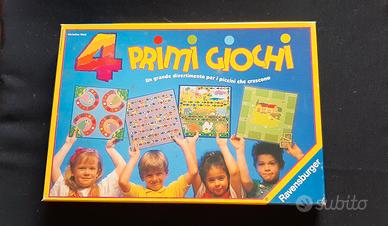 4 PRIMI GIOCHI
Un grande divertimento per i piccini che crescono
Ravensburger
subito